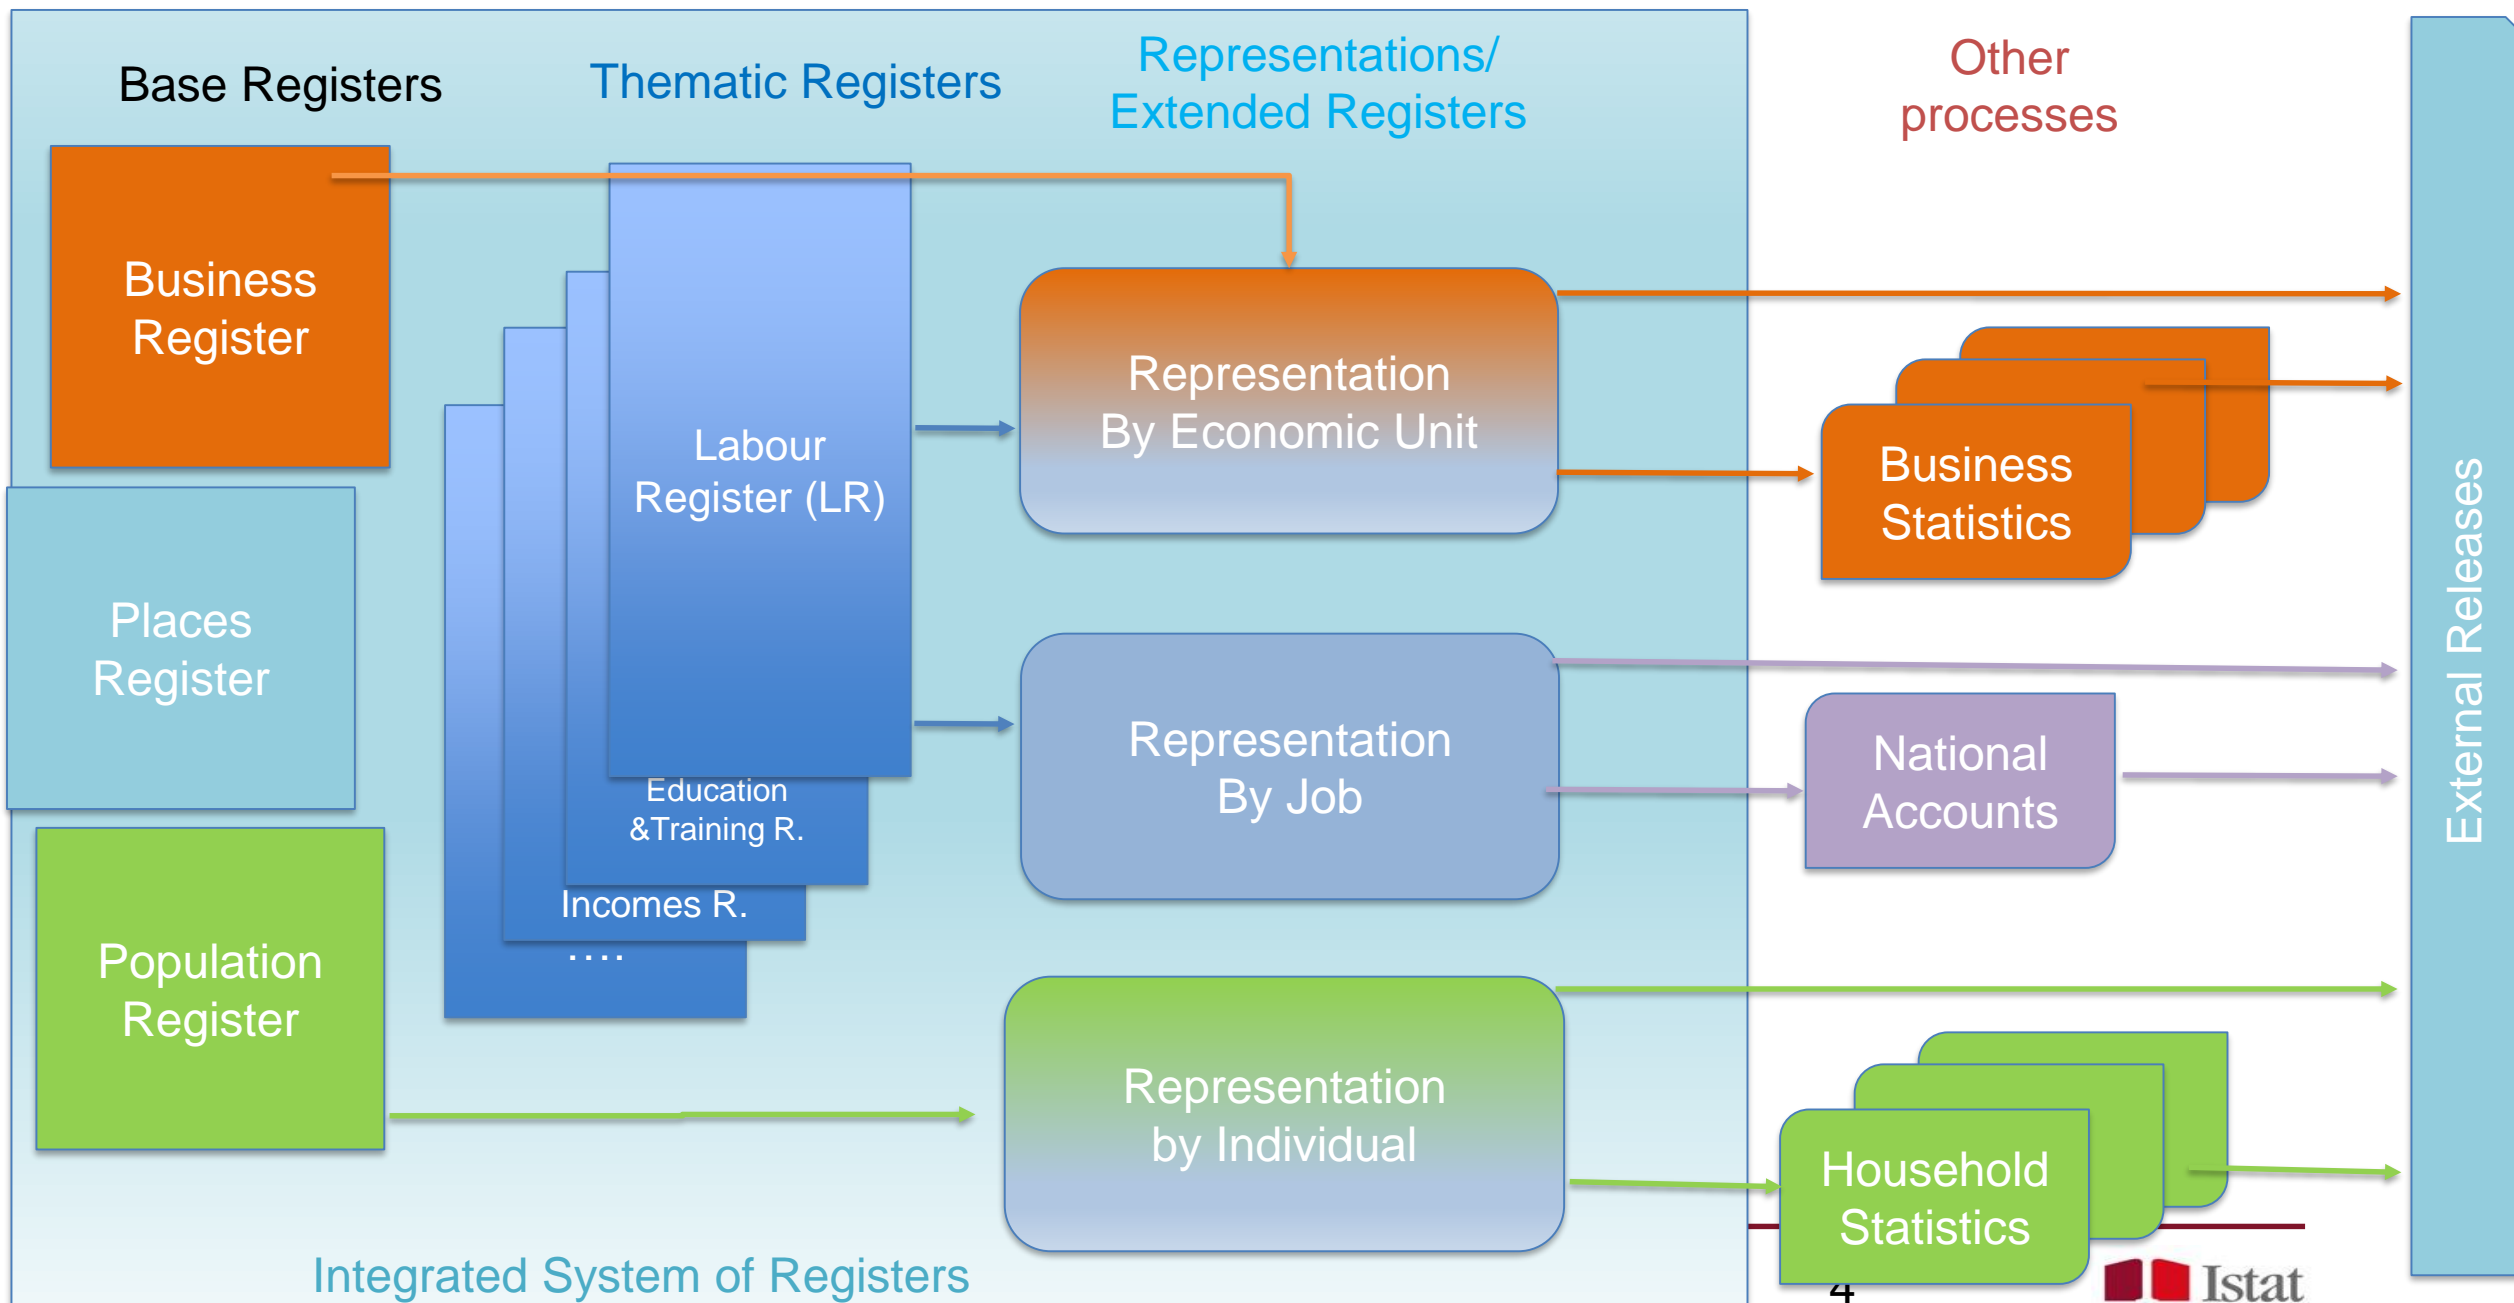 Base Registers
Thematic Registers
Representations/
Extended Registers
Other
processes
Business
Register
Places
Register
Population
Register
Labour
Register (LR)
Education
&Training R.
Incomes R.
....
Representation
By Economic Unit
Representation
By Job
Representation
by Individual
Business
Statistics
National
Accounts
Household
Statistics
External Releases
Integrated System of Registers
4
Istat